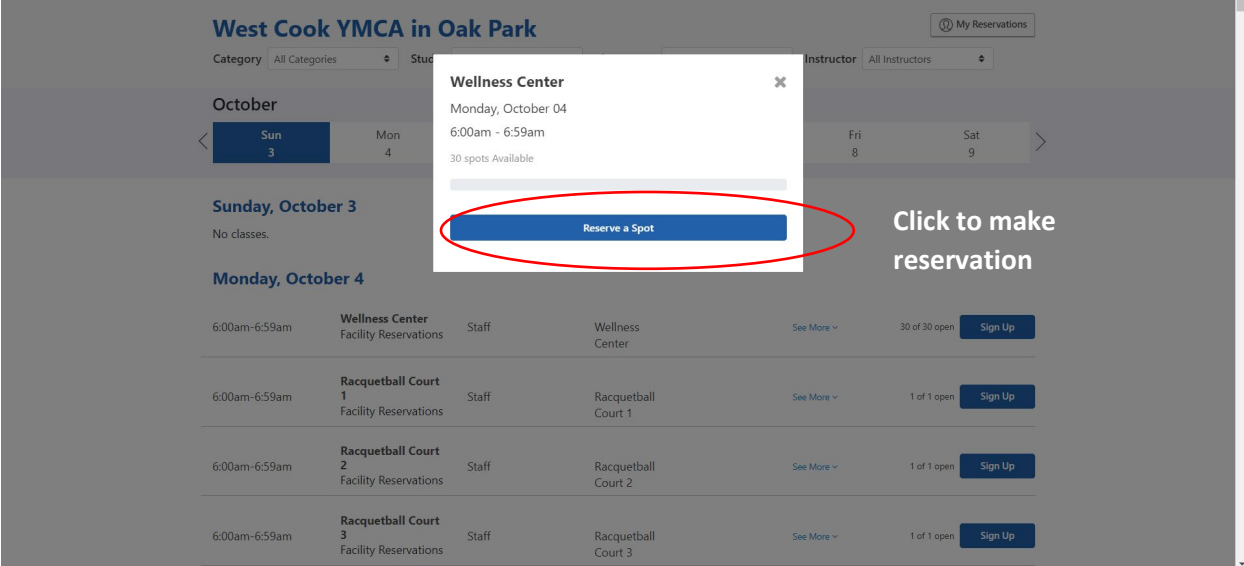 West Cook YMCA in Oak Park
My Reservations
Category All Categories Stud Instructor All Instructors
Wellness Center
Monday, October 04
6:00am - 6:59am
30 spots Available
Reserve a Spot
October
Sun Mon Fri Sat
3 4 8 9
Click to make
reservation
Sunday, October 3
No classes.
Monday, October 4
6:00am-6:59am Wellness Center Staff Wellness See More 30 of 30 open Sign Up
Facility Reservations Center
Racquetball Court
6:00am-6:59am 1 Staff Racquetball See More 1 of 1 open Sign Up
Facility Reservations Court 1
Racquetball Court
6:00am-6:59am 2 Staff Racquetball See More 1 of 1 open Sign Up
Facility Reservations Court 2
Racquetball Court
6:00am-6:59am 3 Staff Racquetball See More 1 of 1 open Sign Up
Facility Reservations Court 3